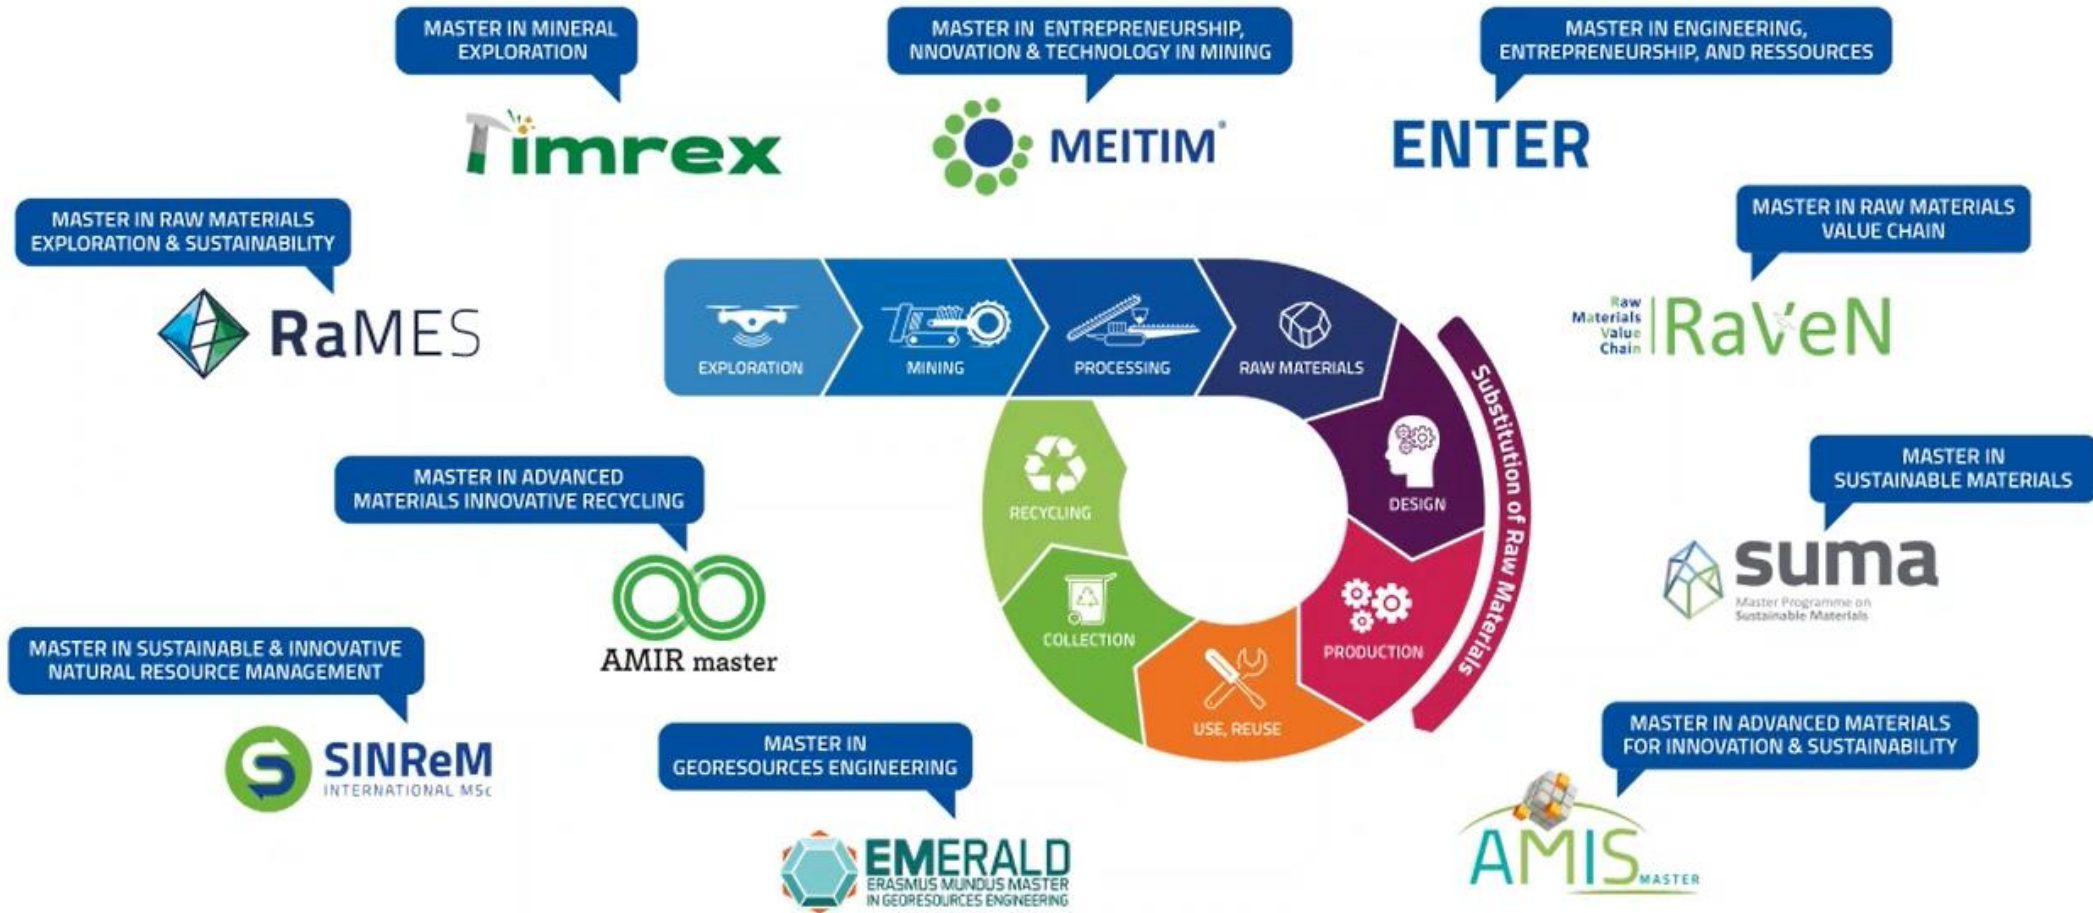 MASTER IN MINERAL
EXPLORATION
Timrex
MASTER IN ENTREPRENEURSHIP,
NNOVATION & TECHNOLOGY IN MINING
MEITIM
MASTER IN ENGINEERING,
ENTREPRENEURSHIP, AND RESSOURCES
ENTER
MASTER IN RAW MATERIALS
EXPLORATION & SUSTAINABILITY
RaMES
MASTER IN RAW MATERIALS
VALUE CHAIN
Raw
Materials
Value
Chain
RaVeN
EXPLORATION
MINING
PROCESSING
RAW MATERIALS
DESIGN
PRODUCTION
USE, REUSE
COLLECTION
RECYCLING
Substitution of Raw Materials
MASTER IN ADVANCED
MATERIALS INNOVATIVE RECYCLING
AMIR master
MASTER IN
SUSTAINABLE MATERIALS
suma
Master Programme on
Sustainable Materials
MASTER IN SUSTAINABLE & INNOVATIVE
NATURAL RESOURCE MANAGEMENT
SINReM
INTERNATIONAL MSc
MASTER IN
GEORESOURCES ENGINEERING
EMERALD
ERASMUS MUNDUS MASTER
IN GEORESOURCES ENGINEERING
MASTER IN ADVANCED MATERIALS
FOR INNOVATION & SUSTAINABILITY
AMIS MASTER